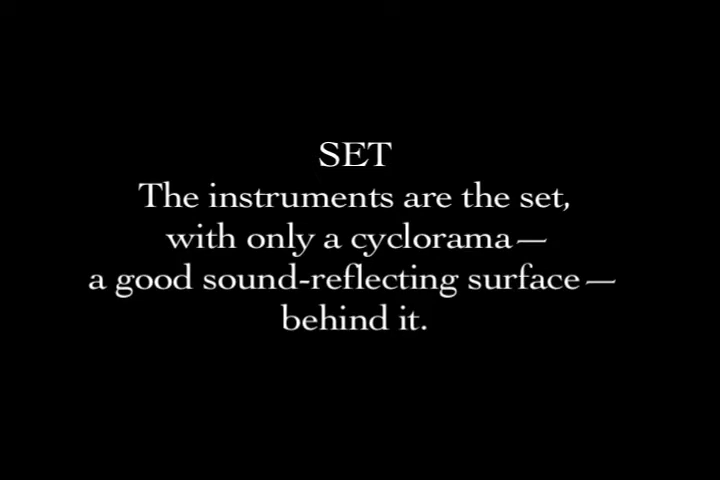 SET
The instruments are the set,
with only a cyclorama—
a good sound-reflecting surface—
behind it.